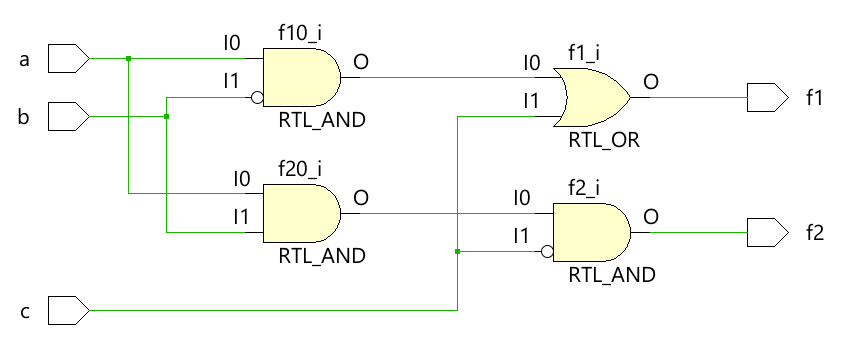 f10_i
a
I0
O
I1
RTL_AND
b
f1_i
I0
O
I1
RTL_OR
f1
f20_i
I0
O
I1
RTL_AND
f2_i
I0
O
I1
RTL_AND
f2
c